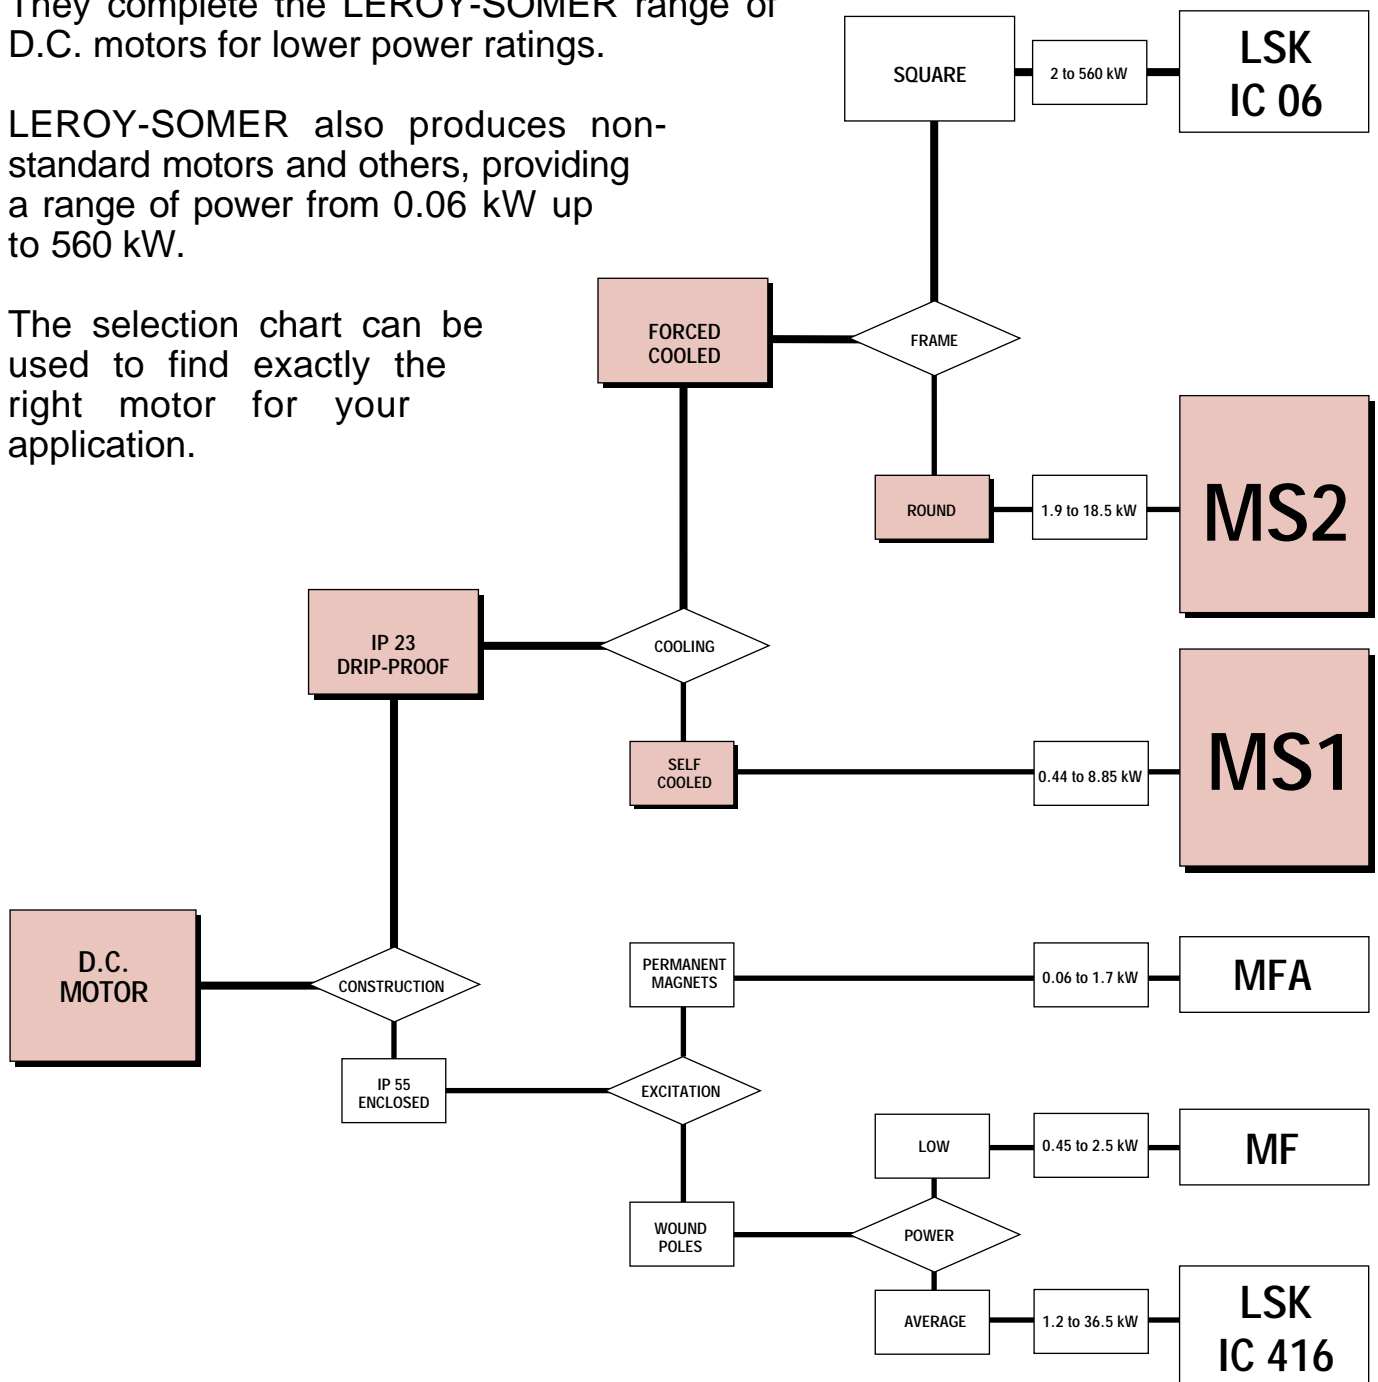 They complete the LEROY-SOMER range of
D.C. motors for lower power ratings.
LEROY-SOMER also produces non-
standard motors and others, providing
a range of power from 0.06 kW up
to 560 kW.
The selection chart can be
used to find exactly the
right motor for your
application.
SQUARE
2 to 560 kW
LSK
IC 06
FORCED
COOLED
FRAME
ROUND
1.9 to 18.5 kW
MS2
IP 23
DRIP-PROOF
COOLING
SELF
COOLED
0.44 to 8.85 kW
MS1
D.C.
MOTOR
CONSTRUCTION
PERMANENT
MAGNETS
0.06 to 1.7 kW
MFA
IP 55
ENCLOSED
EXCITATION
LOW
0.45 to 2.5 kW
MF
WOUND
POLES
POWER
AVERAGE
1.2 to 36.5 kW
LSK
IC 416